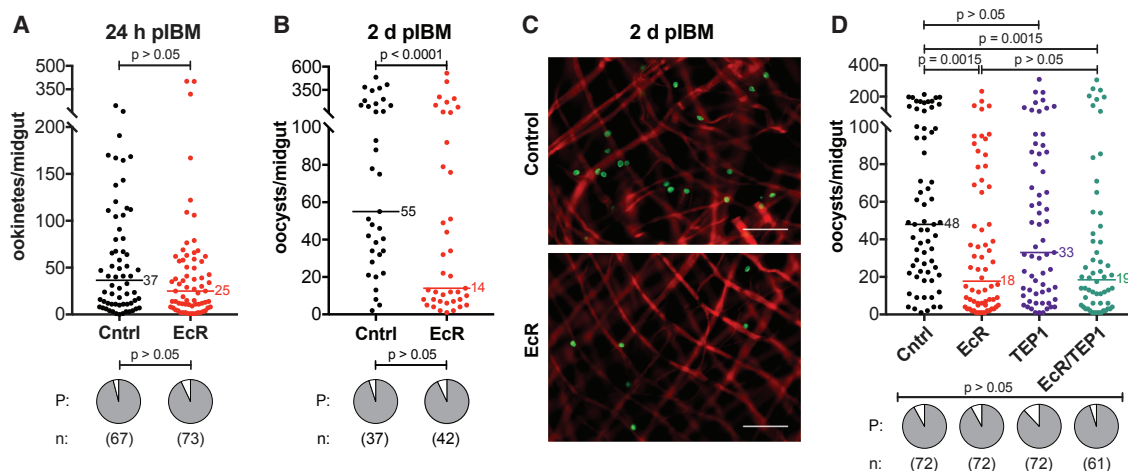 A
24 h pIBM
p > 0.05
ookinetes/midgut
500
350
200
150
100
50
0
37
25
Cntrl
EcR
p > 0.05
P:
n:
(67)
(73)
B
2 d pIBM
p < 0.0001
oocysts/midgut
600
350
100
80
60
40
20
0
55
14
Cntrl
EcR
p > 0.05
P:
n:
(37)
(42)
C
2 d pIBM
Control
EcR
D
p > 0.05
p = 0.0015
p = 0.0015
p > 0.05
oocysts/midgut
400
200
100
80
60
40
20
0
48
18
33
19
Cntrl
EcR
TEP1
EcR/TEP1
p > 0.05
P:
n:
(72)
(72)
(72)
(61)